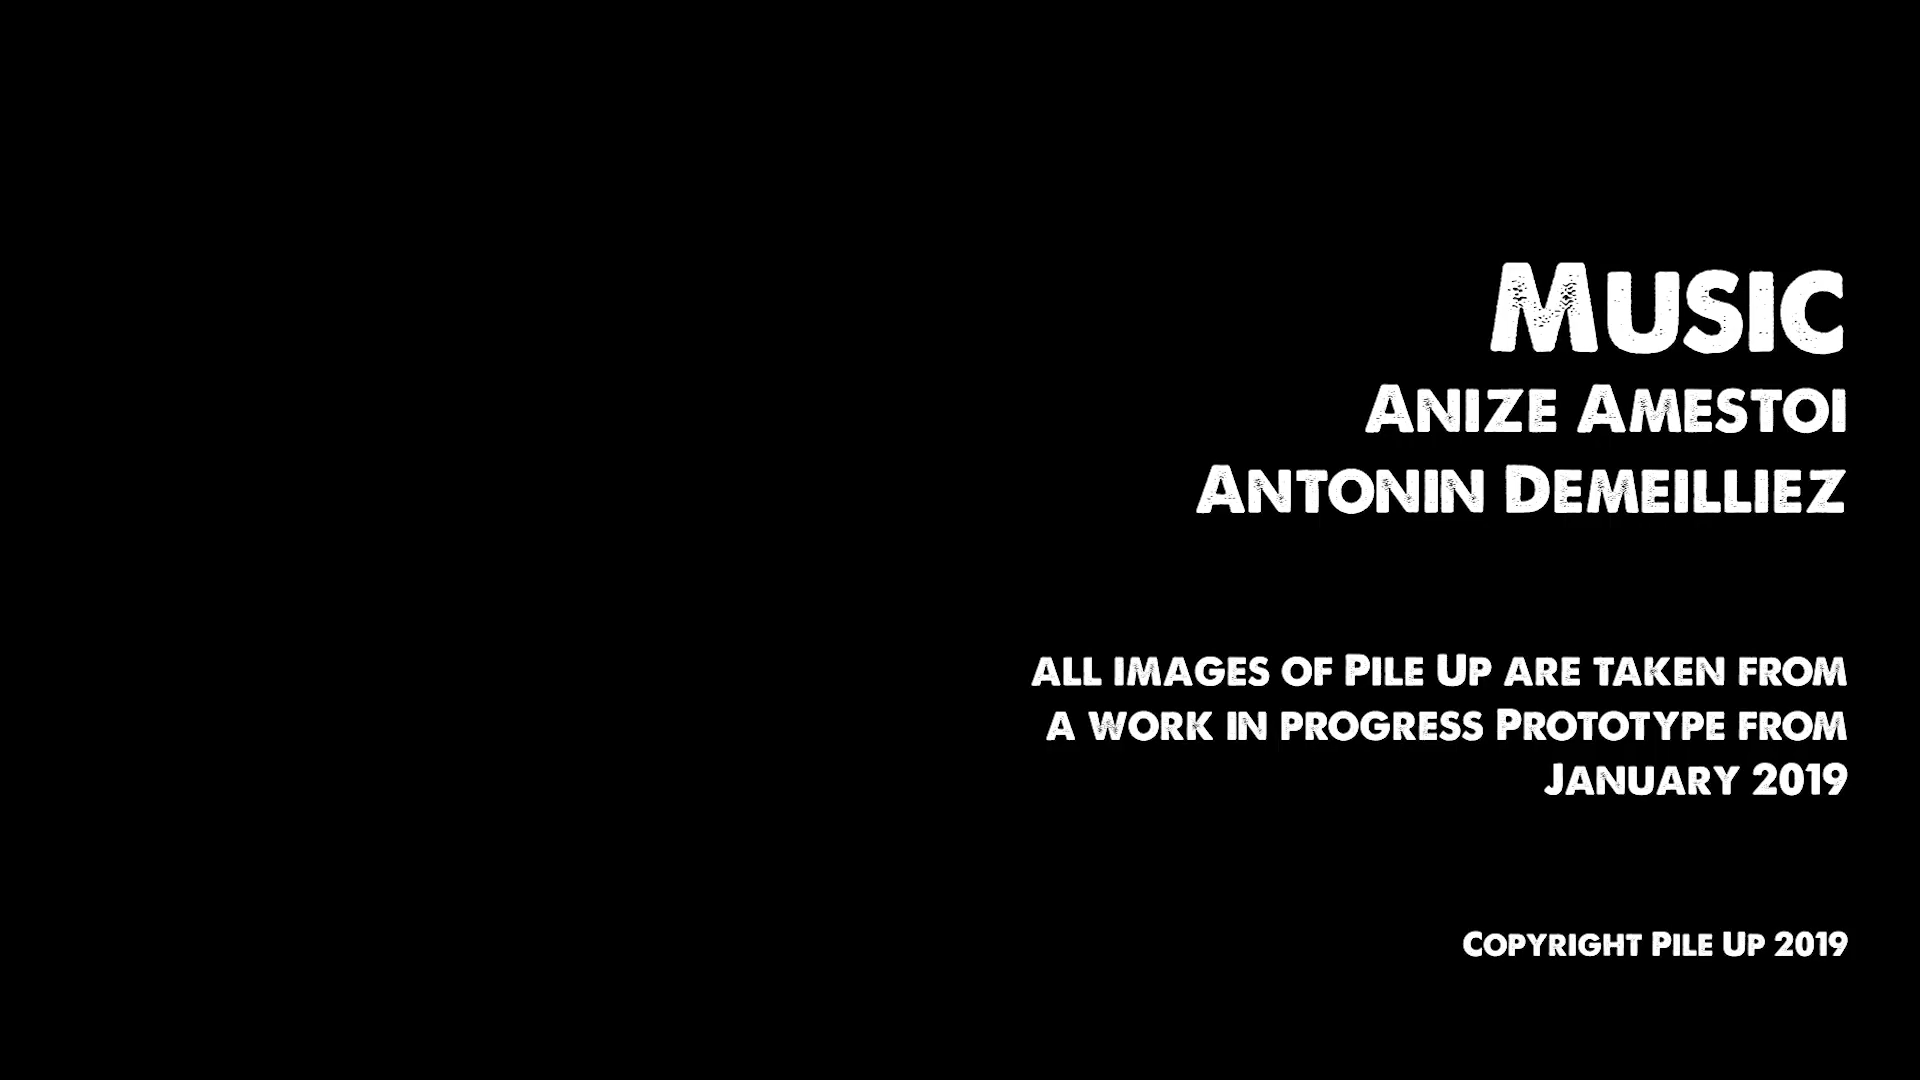 Music
Anize Amestoi
Antonin Demeilliez
all images of Pile Up are taken from
a work in progress Prototype from
January 2019
Copyright Pile Up 2019